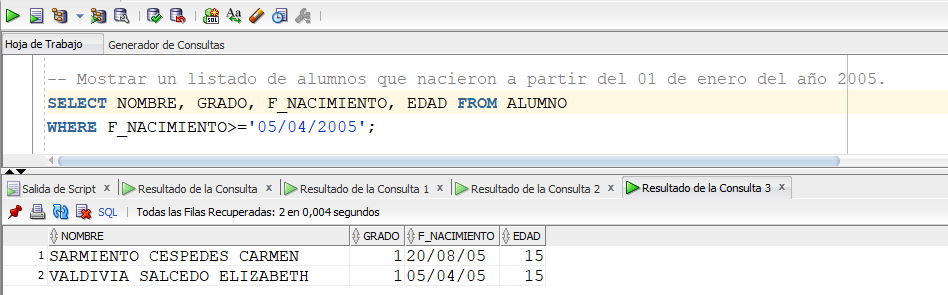 SQL
Aa
Hoja de Trabajo Generador de Consultas
-- Mostrar un listado de alumnos que nacieron a partir del 01 de enero del año 2005.
SELECT NOMBRE, GRADO, F_NACIMIENTO, EDAD FROM ALUMNO
WHERE F_NACIMIENTO>='05/04/2005';
Salida de Script x Resultado de la Consulta x Resultado de la Consulta 1 x Resultado de la Consulta 2 x Resultado de la Consulta 3 x
SQL | Todas las Filas Recuperadas: 2 en 0,004 segundos
NOMBRE GRADO F_NACIMIENTO EDAD
1 SARMIENTO CESPEDES CARMEN 1 20/08/05 15
2 VALDIVIA SALCEDO ELIZABETH 1 05/04/05 15